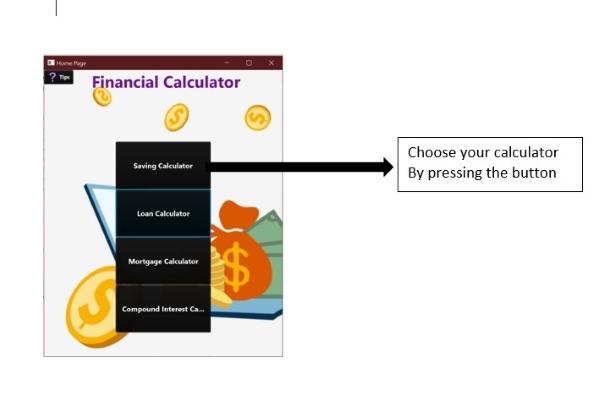 Home Page
? Tips
Financial Calculator
Saving Calculator
Loan Calculator
Mortgage Calculator
Compound Interest Ca...
Choose your calculator
By pressing the button